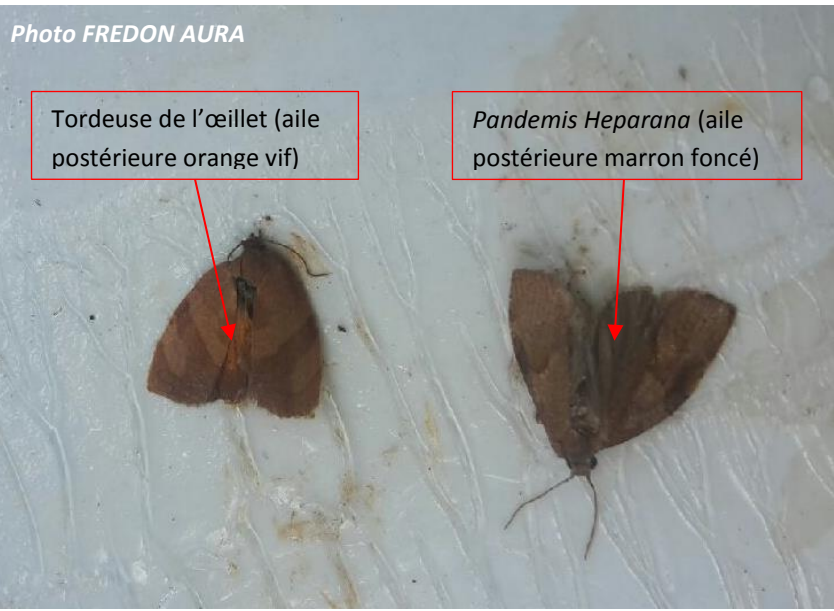 Photo FREDON AURA
Tordeuse de l’œillet (aile
postérieure orange vif)
Pandemis Heparana (aile
postérieure marron foncé)